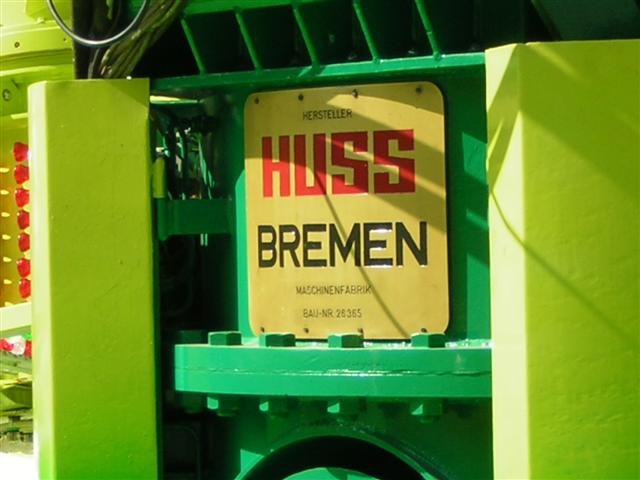 HERSTELLER
HUSS
BREMEN
MASCHINENFABRIK
BAU-NR. 26365